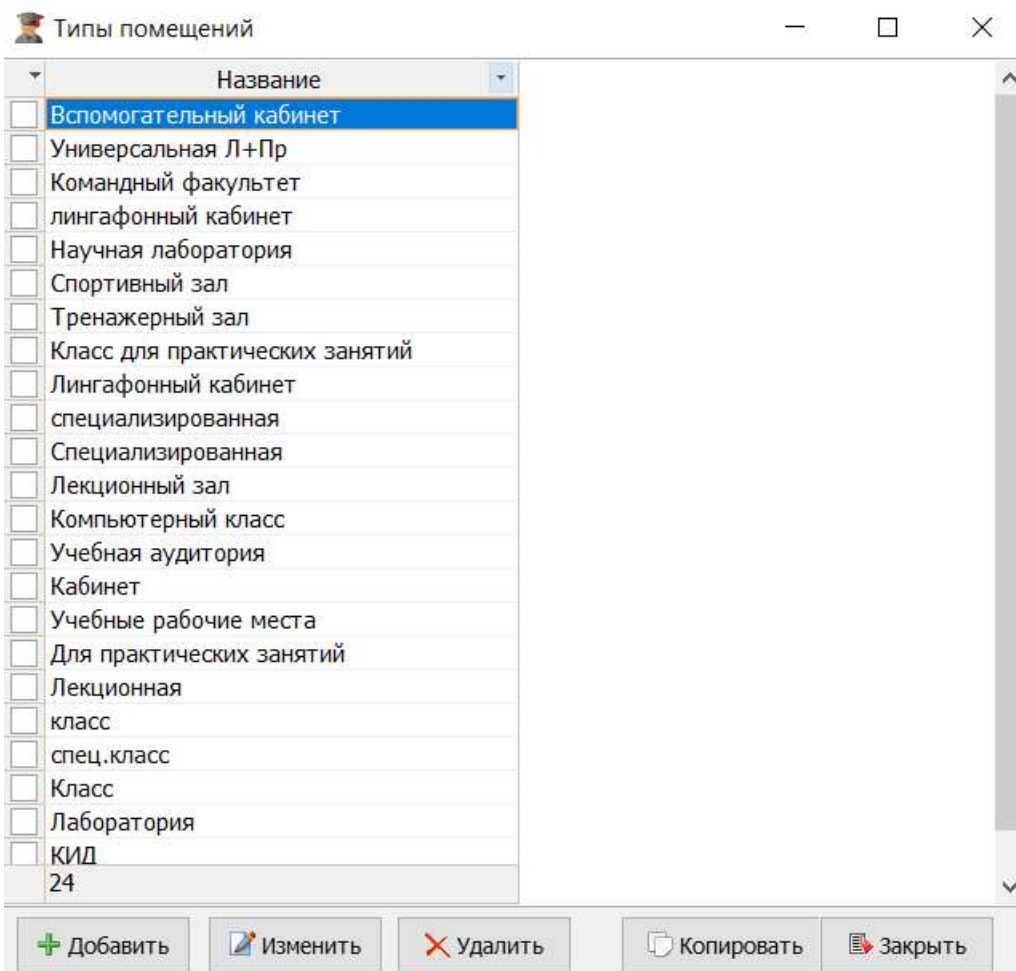 Типы помещений
Название
Вспомогательный кабинет
Универсальная Л+Пр
Командный факультет
лингафонный кабинет
Научная лаборатория
Спортивный зал
Тренажерный зал
Класс для практических занятий
Лингафонный кабинет
специализированная
Специализированная
Лекционный зал
Компьютерный класс
Учебная аудитория
Кабинет
Учебные рабочие места
Для практических занятий
Лекционная
класс
спец.класс
Класс
Лаборатория
КИД
24
Добавить Изменить Удалить Копировать Закрыть